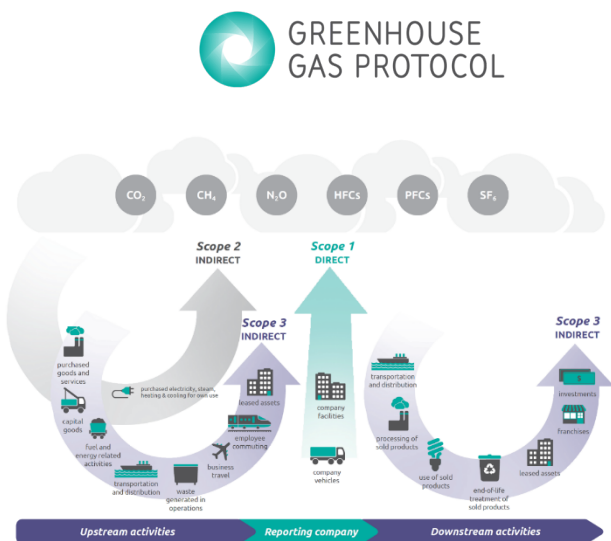 GREENHOUSE
GAS PROTOCOL
CO₂
CH₄
N₂O
HFCs
PFCs
SF₆
Scope 2
INDIRECT
Scope 1
DIRECT
Scope 3
INDIRECT
Scope 3
INDIRECT
purchased
goods and
services
capital
goods
fuel and
energy related
activities
transportation
and distribution
waste
generated in
operations
business
travel
employee
commuting
leased assets
purchased electricity, steam,
heating & cooling for own use
company
facilities
company
vehicles
transportation
and distribution
processing of
sold products
use of sold
products
end-of-life
treatment of
sold products
leased assets
franchises
investments
Upstream activities
Reporting company
Downstream activities